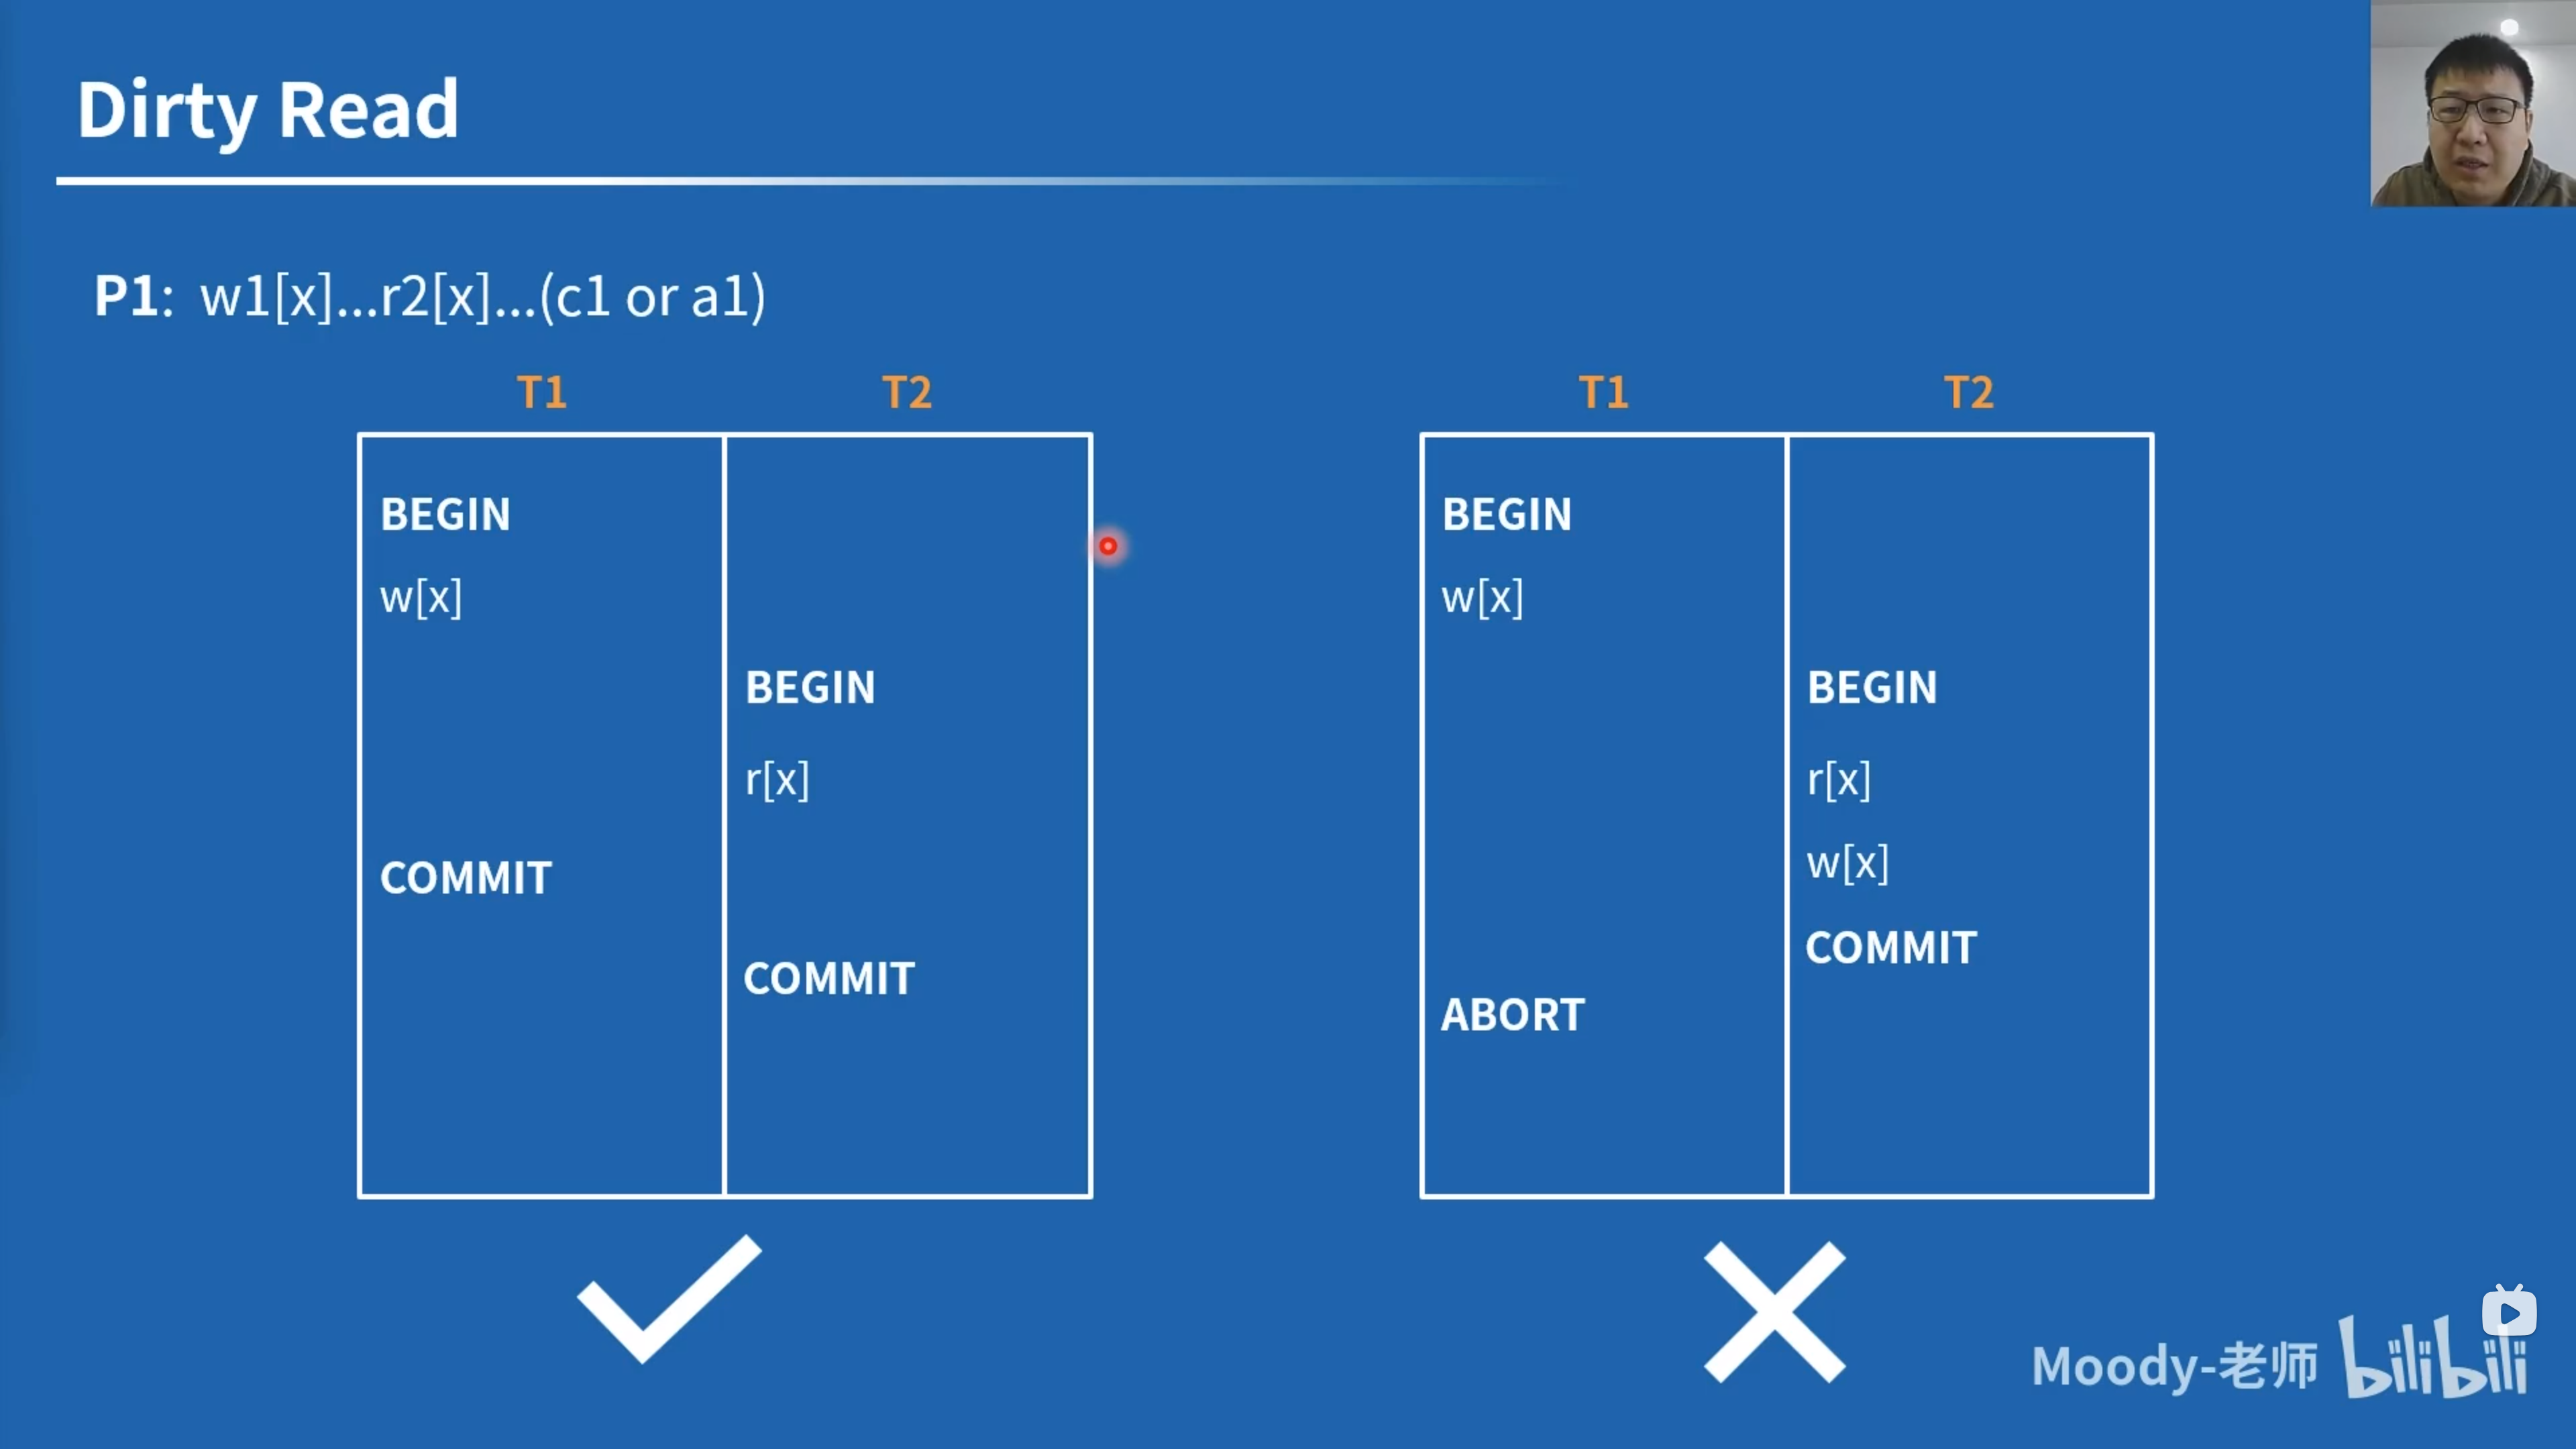 Dirty Read
P1: w1[x]...r2[x]...(c1 or a1)
T1 T2
BEGIN
w[x]
BEGIN
r[x]
COMMIT
COMMIT
T1 T2
BEGIN
w[x]
BEGIN
r[x]
w[x]
COMMIT
ABORT
Moody-老师 bilibili